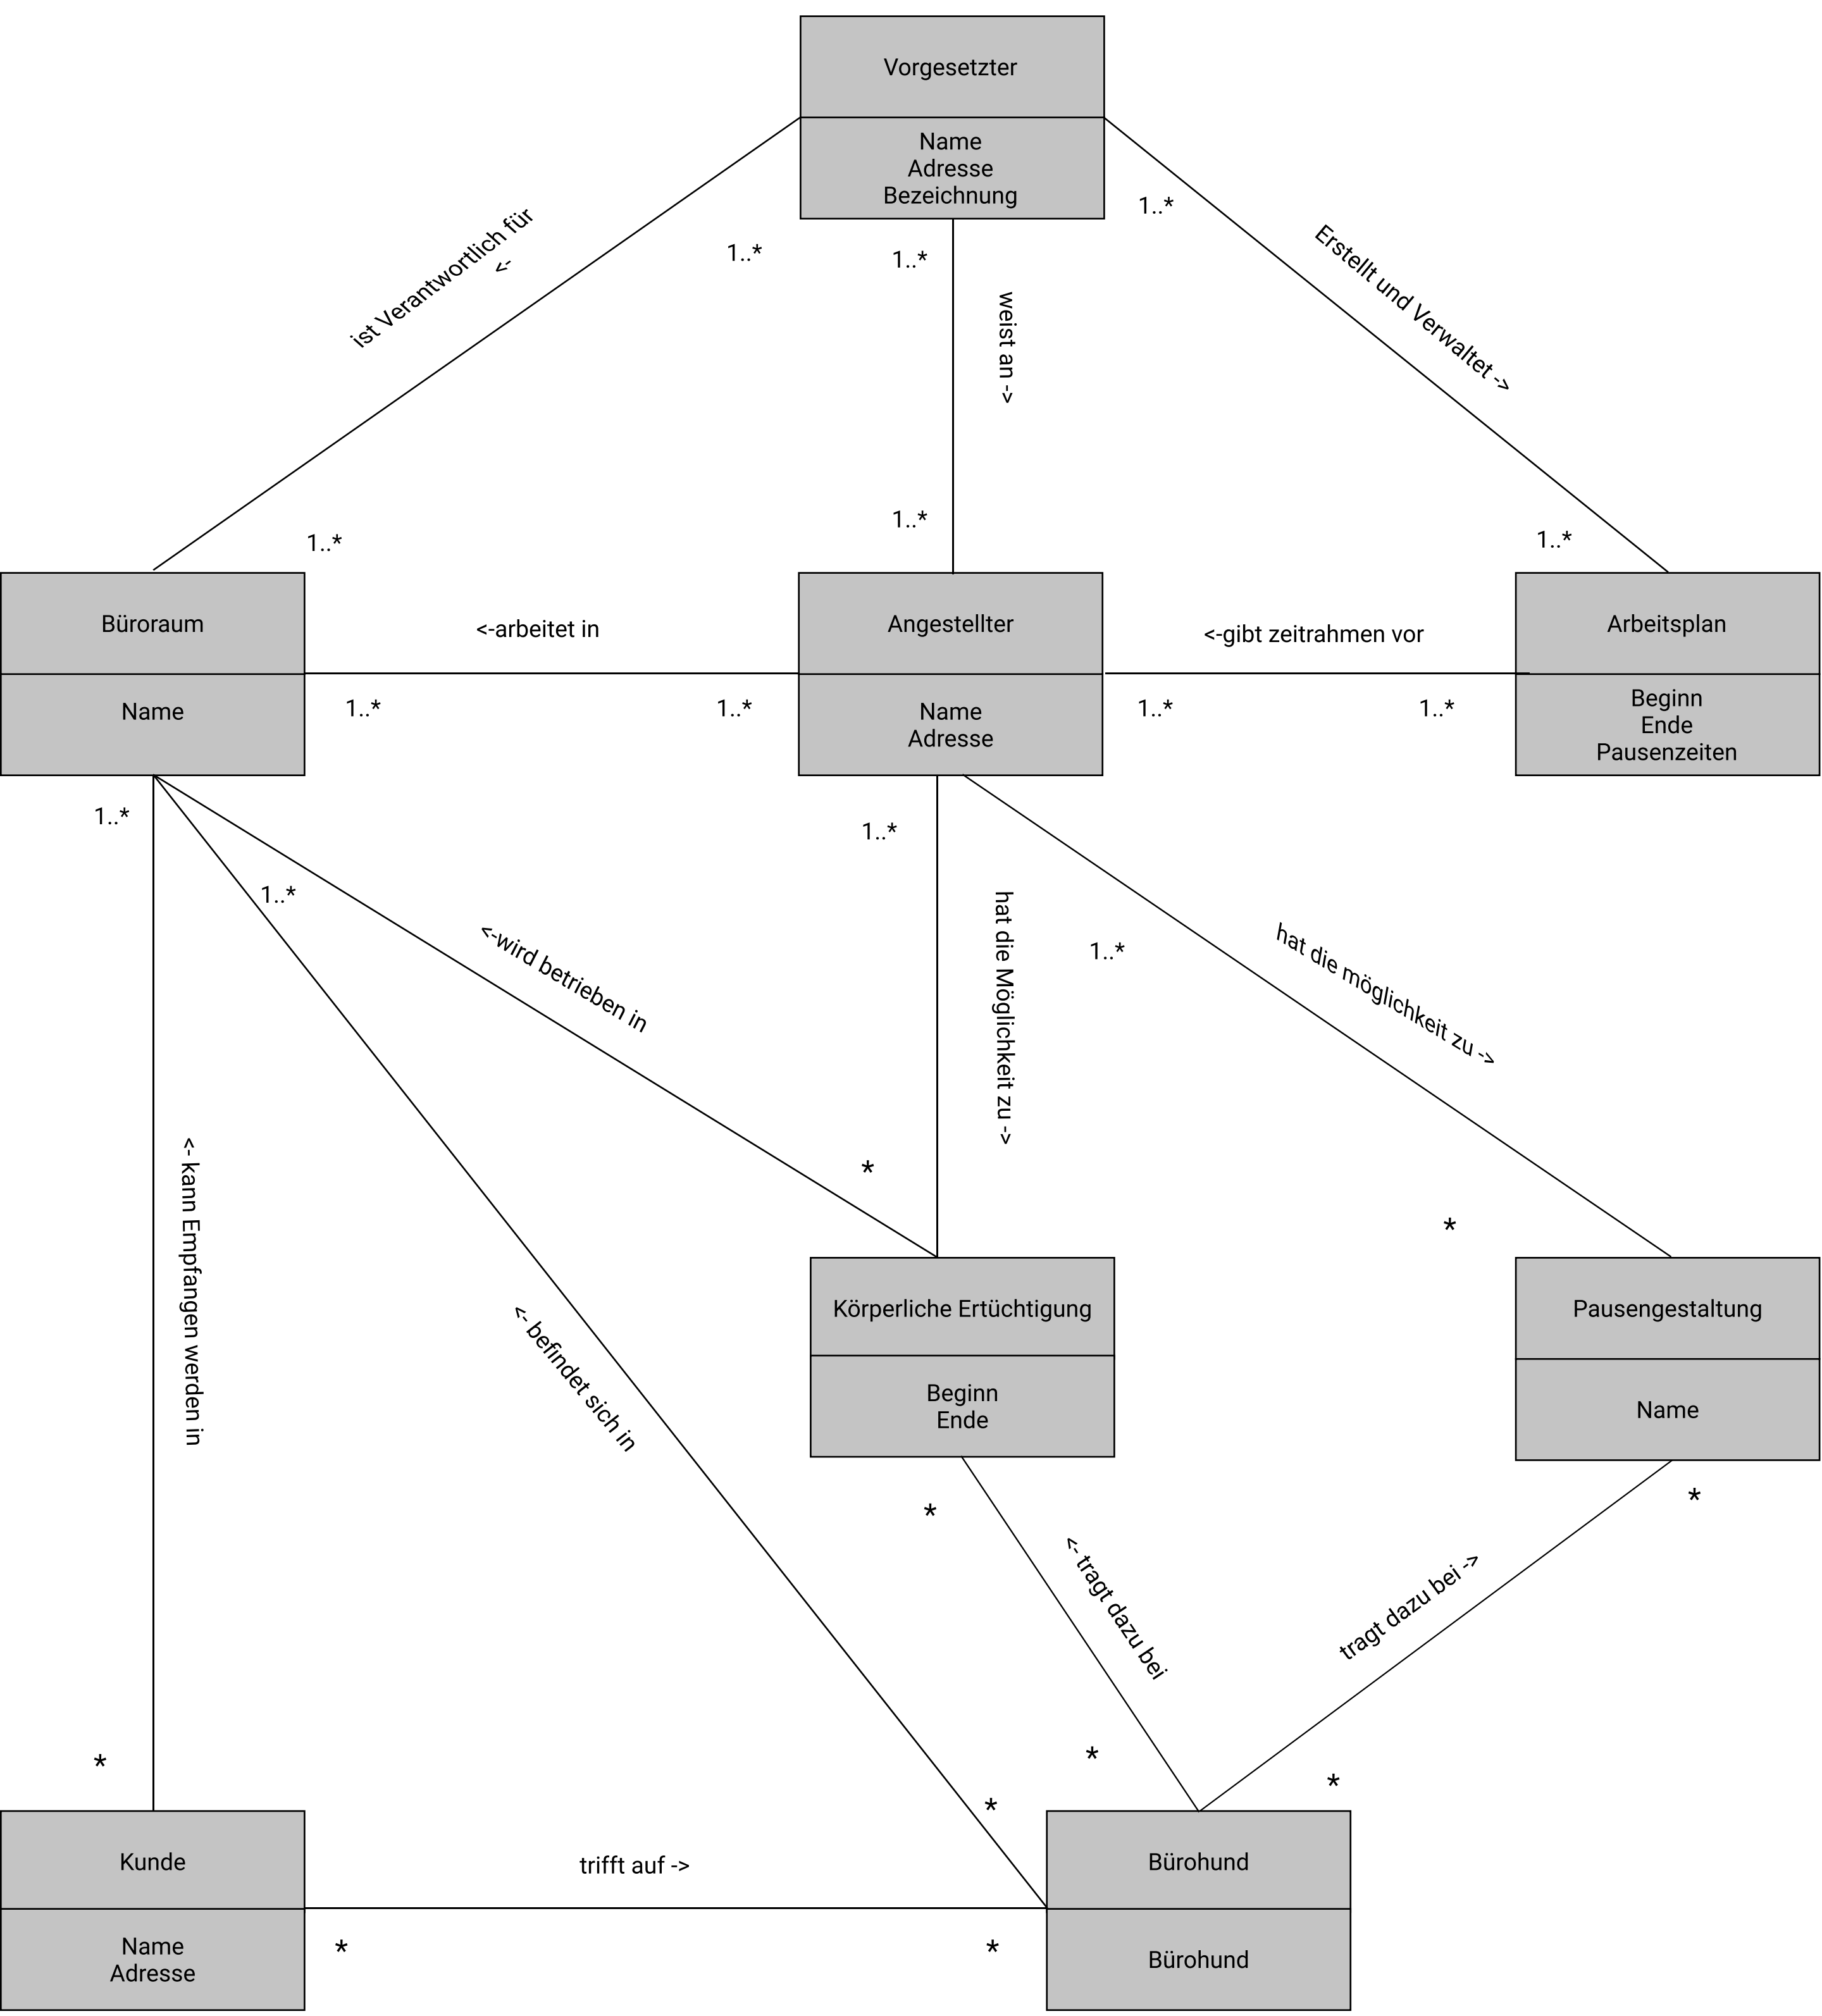 Vorgesetzter
Name
Adresse
Bezeichnung
1..*
ist Verantwortlich für
<-
1..*
1..*
weist an ->
Erstellt und Verwaltet ->
1..*
1..*
1..*
Büroraum
Name
<-arbeitet in
1..*
1..*
Angestellter
Name
Adresse
<-gibt zeitrahmen vor
1..*
1..*
Arbeitsplan
Beginn
Ende
Pausenzeiten
1..*
1..*
1..*
<-wird betrieben in
hat die Möglichkeit zu ->
1..*
hat die möglichkeit zu ->
*
*
<- kann Empfangen werden in
<- befindet sich in
Körperliche Ertüchtigung
Beginn
Ende
Pausengestaltung
Name
*
*
<- tragt dazu bei
tragt dazu bei ->
*
*
*
*
Kunde
Name
Adresse
trifft auf ->
*
*
Bürohund
Bürohund